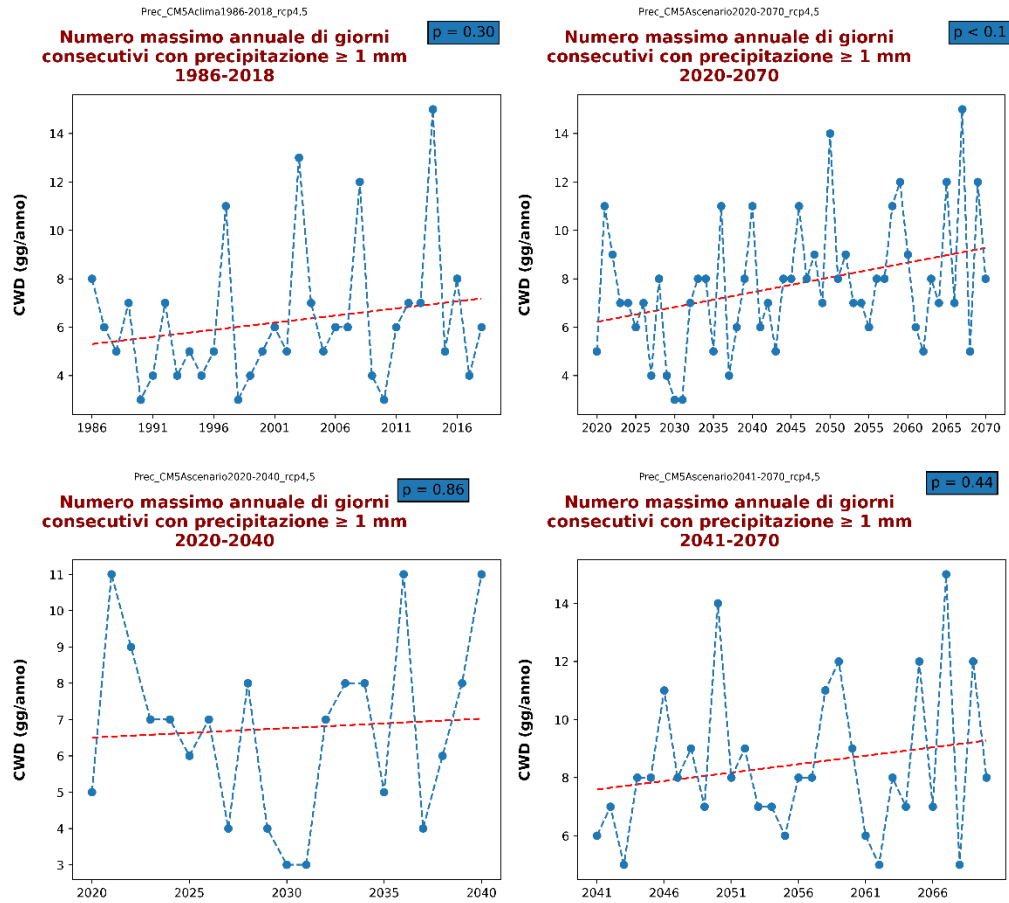 Prec_CM5Aclima1986-2018_rcp4,5
Numero massimo annuale di giorni
consecutivi con precipitazione ≥ 1 mm
1986-2018
p = 0.30
CWD (gg/anno)
14
12
10
8
6
4
1986 1991 1996 2001 2006 2011 2016
Prec_CM5Ascenario2020-2070_rcp4,5
Numero massimo annuale di giorni
consecutivi con precipitazione ≥ 1 mm
2020-2070
p < 0.1
CWD (gg/anno)
14
12
10
8
6
4
2020 2025 2030 2035 2040 2045 2050 2055 2060 2065 2070
Prec_CM5Ascenario2020-2040_rcp4,5
Numero massimo annuale di giorni
consecutivi con precipitazione ≥ 1 mm
2020-2040
p = 0.86
CWD (gg/anno)
11
10
9
8
7
6
5
4
3
2020 2025 2030 2035 2040
Prec_CM5Ascenario2041-2070_rcp4,5
Numero massimo annuale di giorni
consecutivi con precipitazione ≥ 1 mm
2041-2070
p = 0.44
CWD (gg/anno)
14
12
10
8
6
2041 2046 2051 2056 2061 2066